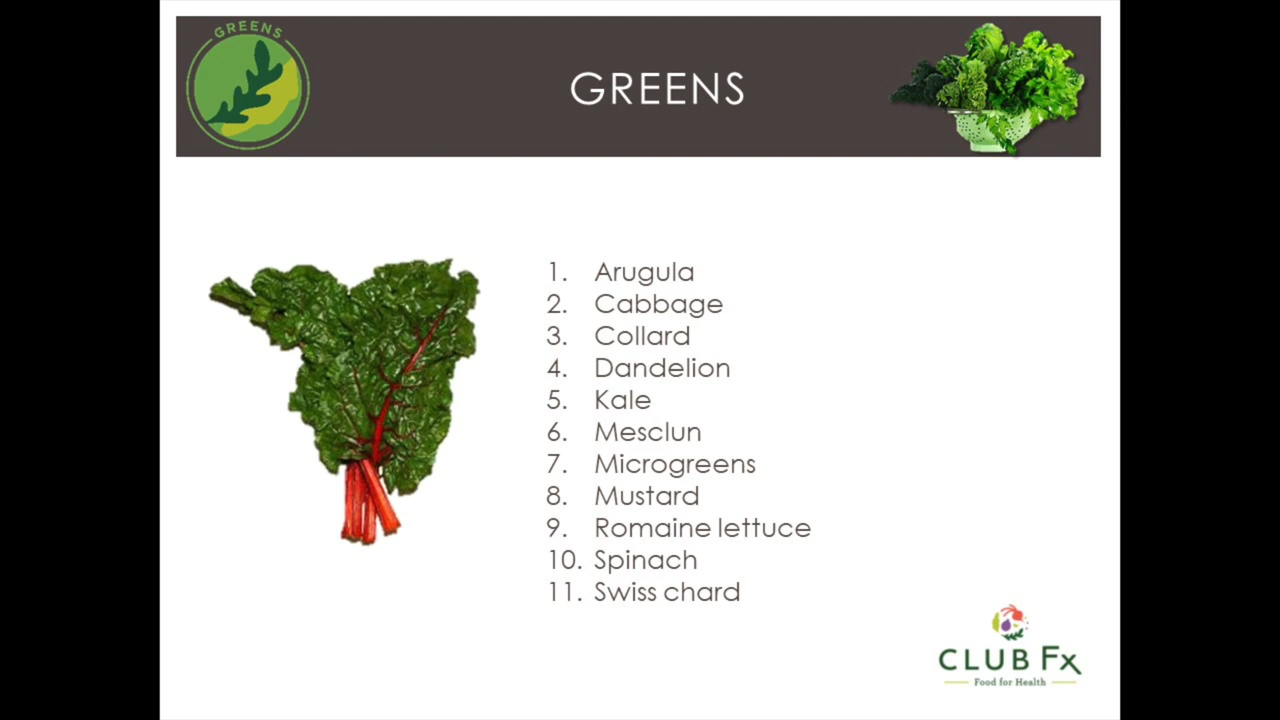 GREENS
GREENS
1. Arugula
2. Cabbage
3. Collard
4. Dandelion
5. Kale
6. Mesclun
7. Microgreens
8. Mustard
9. Romaine lettuce
10. Spinach
11. Swiss chard
CLUB Fx
Food for Health